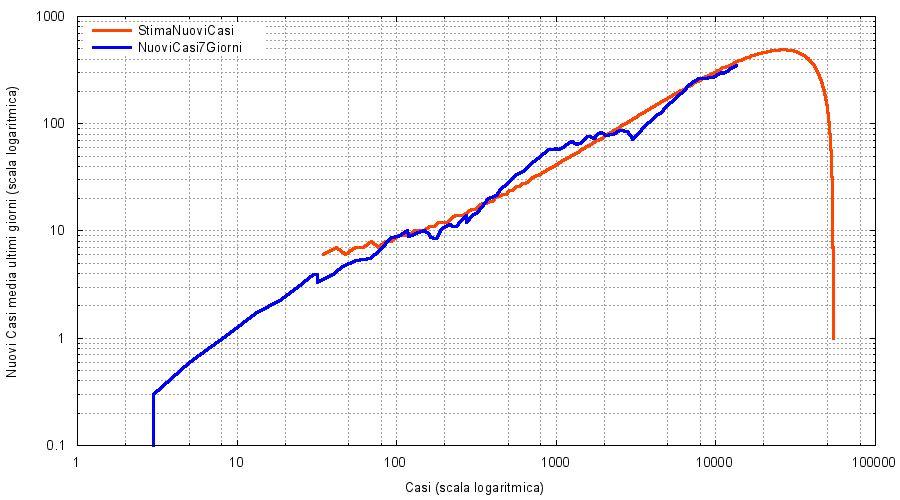 1000
StimaNuoviCasi
NuoviCasi7Giorni
100
10
1
0.1
1 10 100 1000 10000 100000
Nuovi Casi media ultimi giorni (scala logaritmica)
Casi (scala logaritmica)